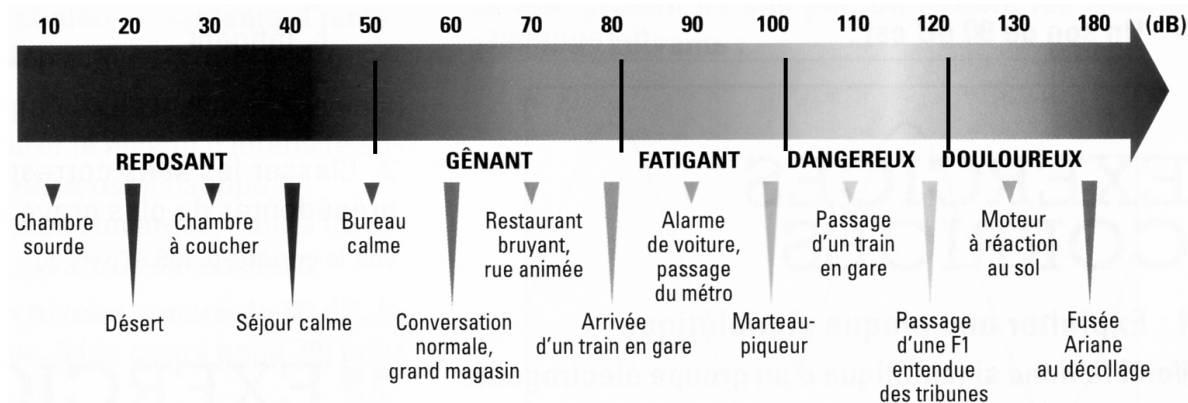 10 20 30 40 50 60 70 80 90 100 110 120 130 180 (dB)
REPOSANT GÊNANT FATIGANT DANGEREUX DOULOUREUX
Chambre
sourde
Désert
Chambre
à coucher
Séjour calme
Bureau
calme
Conversation
normale,
grand magasin
Restaurant
bruyant,
rue animée
Arrivée
d'un train en gare
Alarme
de voiture,
passage
du métro
Marteau-
piqueur
Passage
d'un train
en gare
Passage
d'une F1
entendue
des tribunes
Moteur
à réaction
au sol
Fusée
Ariane
au décollage